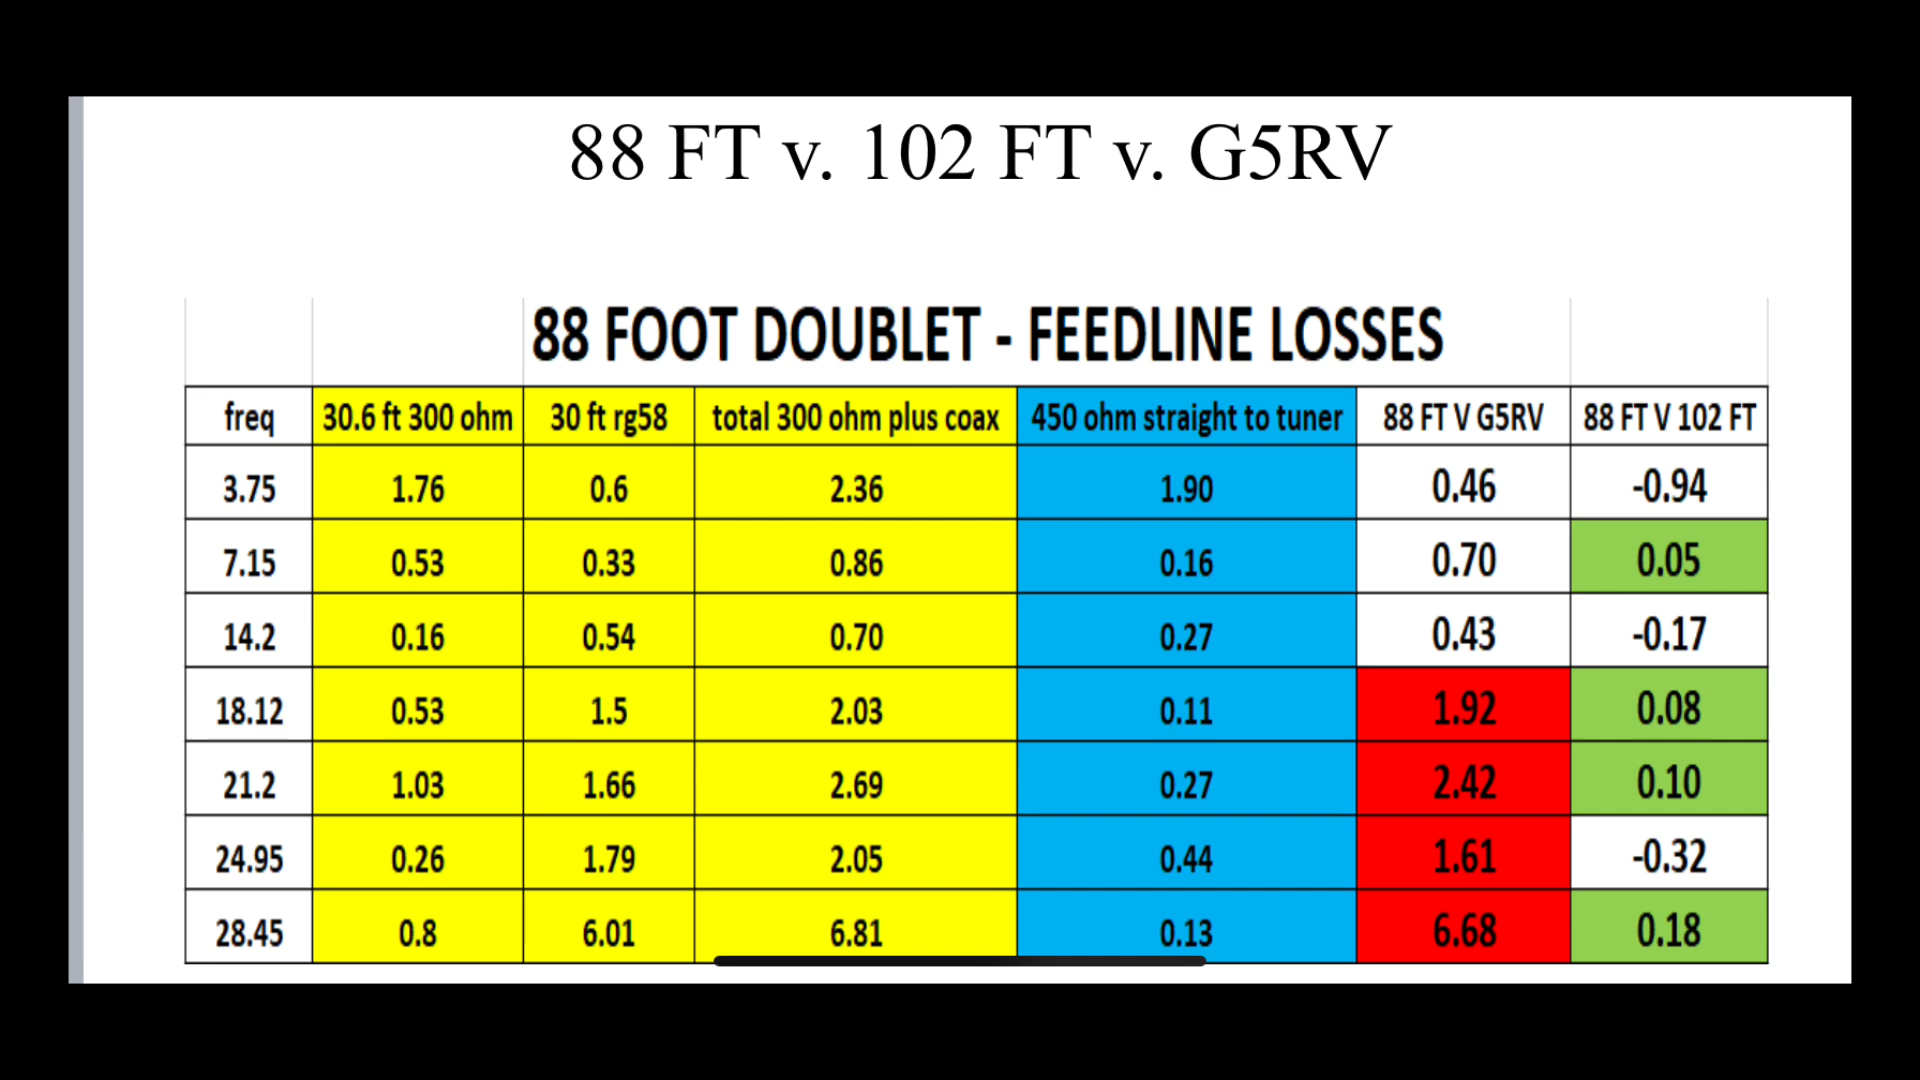 88 FT v. 102 FT v. G5RV
88 FOOT DOUBLET - FEEDLINE LOSSES
freq 30.6 ft 300 ohm 30 ft rg58 total 300 ohm plus coax 450 ohm straight to tuner 88 FT V G5RV 88 FT V 102 FT
3.75 1.76 0.6 2.36 1.90 0.46 -0.94
7.15 0.53 0.33 0.86 0.16 0.70 0.05
14.2 0.16 0.54 0.70 0.27 0.43 -0.17
18.12 0.53 1.5 2.03 0.11 1.92 0.08
21.2 1.03 1.66 2.69 0.27 2.42 0.10
24.95 0.26 1.79 2.05 0.44 1.61 -0.32
28.45 0.8 6.01 6.81 0.13 6.68 0.18